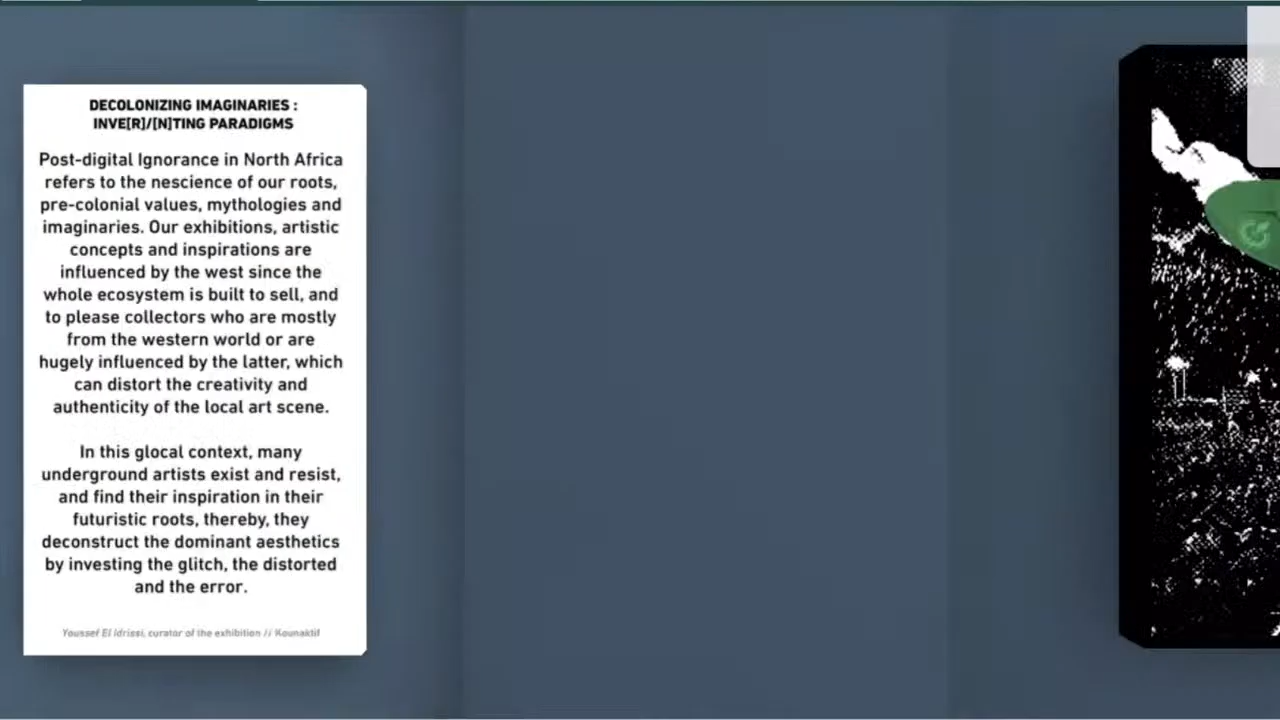 DECOLONIZING IMAGINARIES :
INVE[R]/[N]TING PARADIGMS
Post-digital Ignorance in North Africa
refers to the nescience of our roots,
pre-colonial values, mythologies and
imaginaries. Our exhibitions, artistic
concepts and inspirations are
influenced by the west since the
whole ecosystem is built to sell, and
to please collectors who are mostly
from the western world or are
hugely influenced by the latter, which
can distort the creativity and
authenticity of the local art scene.
In this glocal context, many
underground artists exist and resist,
and find their inspiration in their
futuristic roots, thereby, they
deconstruct the dominant aesthetics
by investing the glitch, the distorted
and the error.
Youssef El Idrissi, curator of the exhibition // Kounaktif